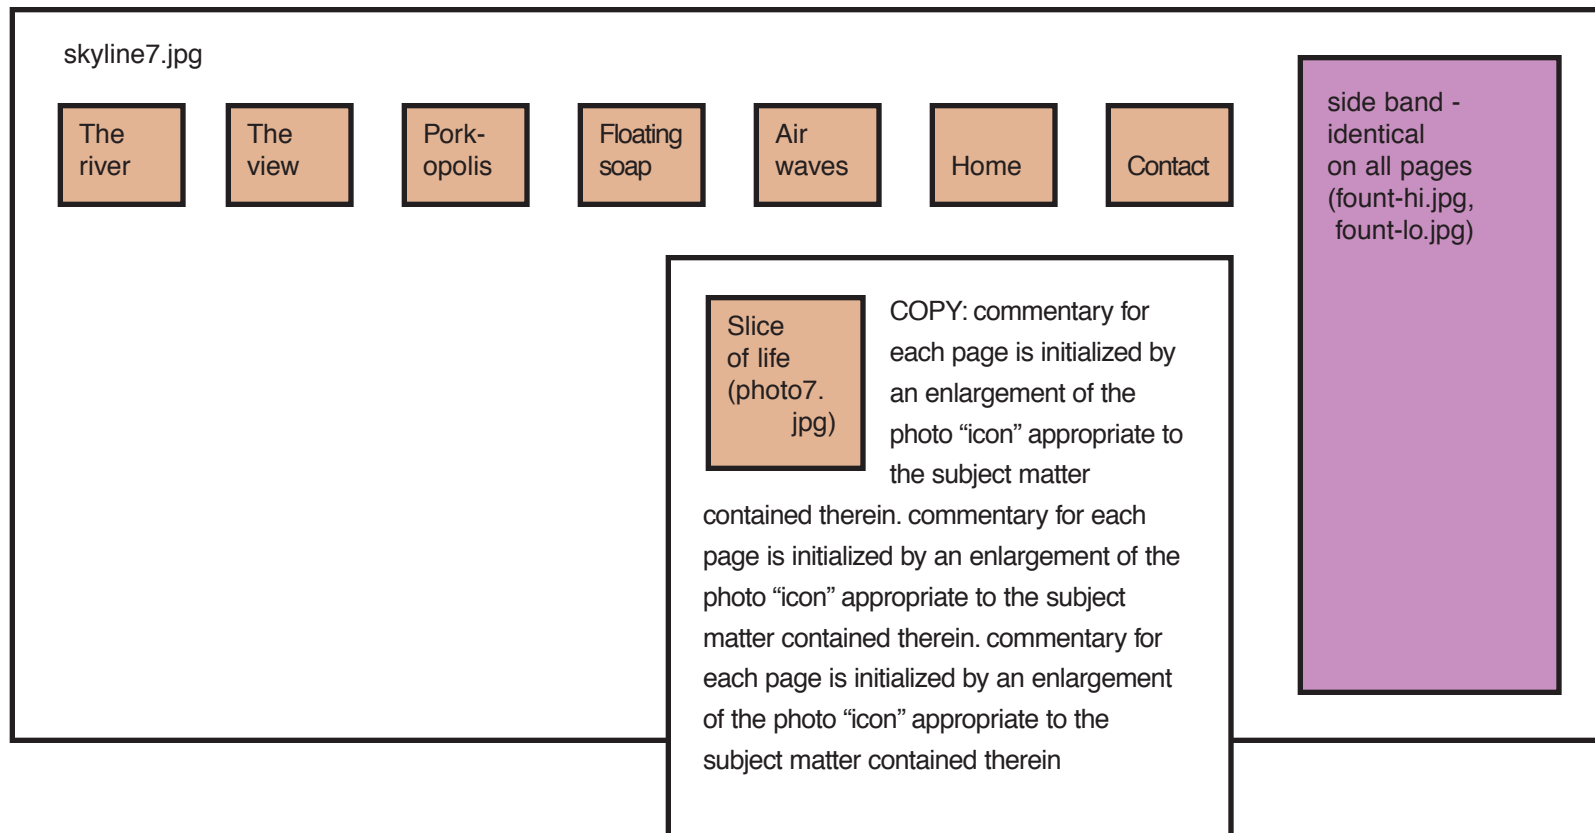 skyline7.jpg
The
river
The
view
Pork-
opolis
Floating
soap
Air
waves
Home
Contact
side band -
identical
on all pages
(fount-hi.jpg,
fount-lo.jpg)
Slice
of life
(photo7.
jpg)
COPY: commentary for
each page is initialized by
an enlargement of the
photo “icon” appropriate to
the subject matter
contained therein. commentary for each
page is initialized by an enlargement of the
photo “icon” appropriate to the subject
matter contained therein. commentary for
each page is initialized by an enlargement
of the photo “icon” appropriate to the
subject matter contained therein